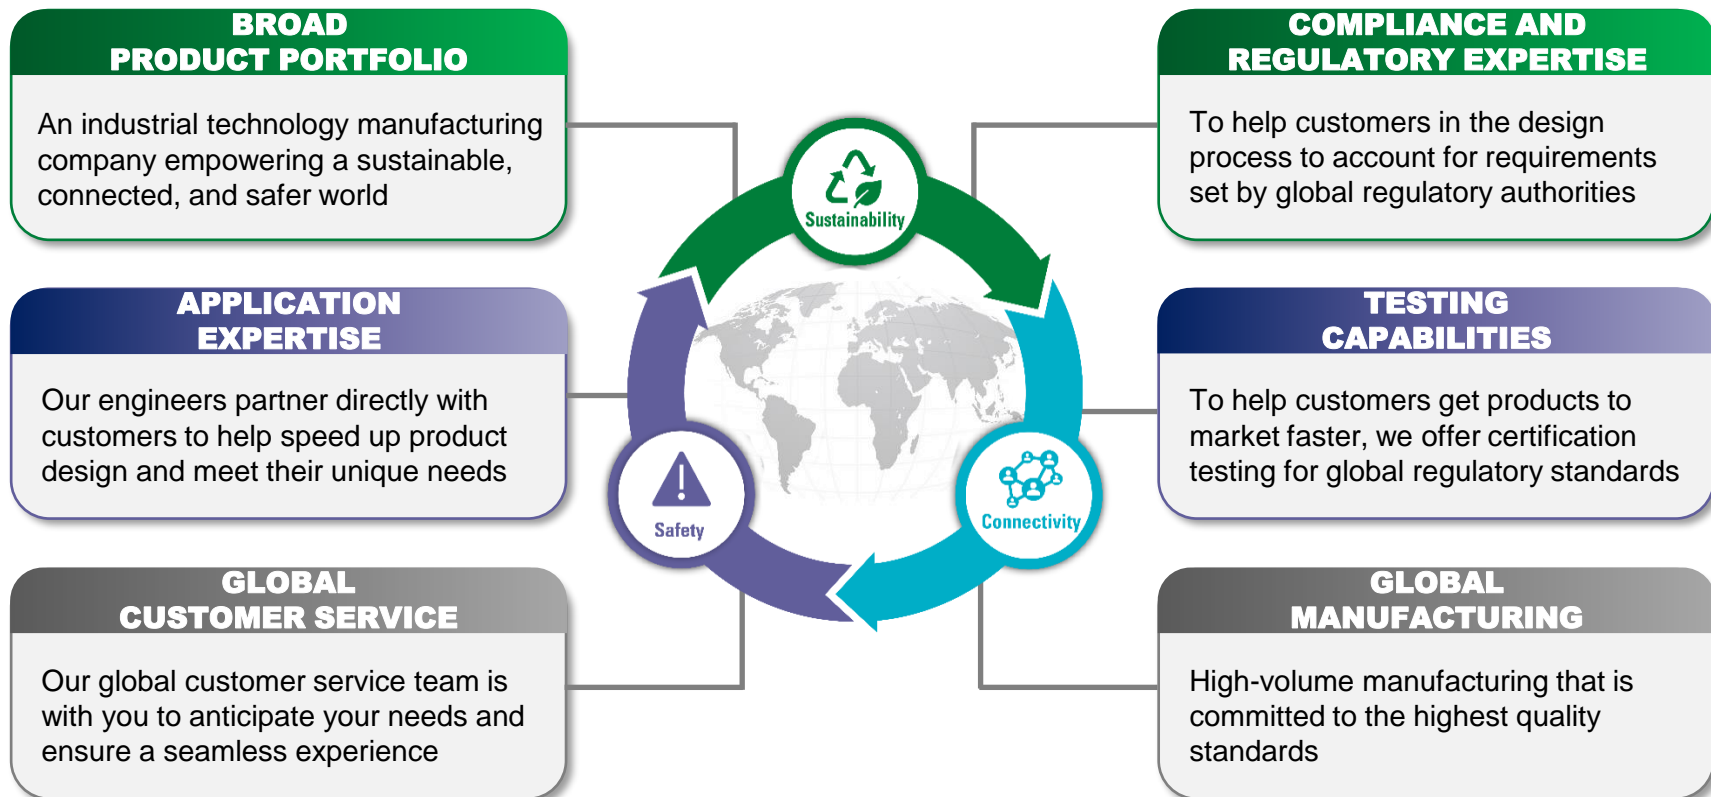 BROAD
PRODUCT PORTFOLIO
An industrial technology manufacturing
company empowering a sustainable,
connected, and safer world
APPLICATION
EXPERTISE
Our engineers partner directly with
customers to help speed up product
design and meet their unique needs
GLOBAL
CUSTOMER SERVICE
Our global customer service team is
with you to anticipate your needs and
ensure a seamless experience
Sustainability
Safety
Connectivity
COMPLIANCE AND
REGULATORY EXPERTISE
To help customers in the design
process to account for requirements
set by global regulatory authorities
TESTING
CAPABILITIES
To help customers get products to
market faster, we offer certification
testing for global regulatory standards
GLOBAL
MANUFACTURING
High-volume manufacturing that is
committed to the highest quality
standards